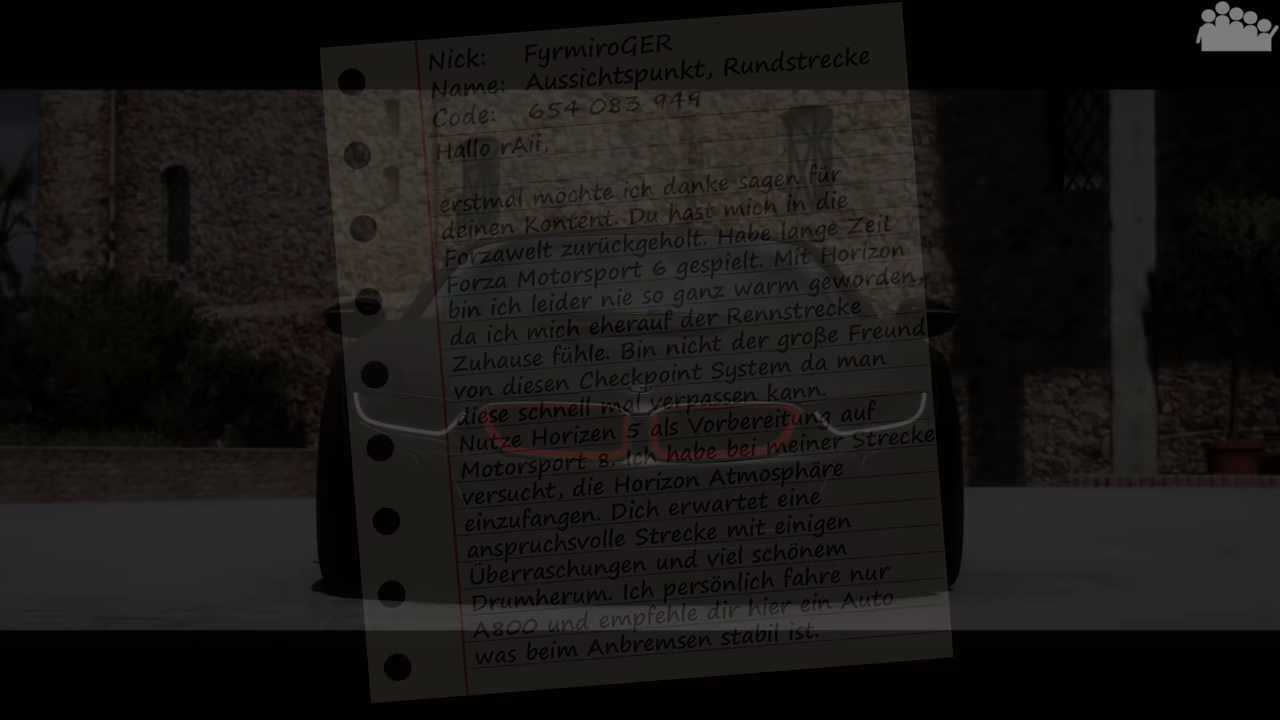 Nick: FyrmiroGER
Name: Aussichtspunkt, Rundstrecke
Code: 654 083 949
Hallo rAii,
erstmal möchte ich danke sagen für
deinen Kontent. Du hast mich in die
Forzawelt zurückgeholt. Habe lange Zeit
Forza Motorsport 6 gespielt. Mit Horizon
bin ich leider nie so ganz warm geworden,
da ich mich eherauf der Rennstrecke
Zuhause fühle. Bin nicht der große Freund
von diesen Checkpoint System da man
diese schnell mal verpassen kann.
Nutze Horizen 5 als Vorbereitung auf
Motorsport 8. Ich habe bei meiner Strecke
versucht, die Horizon Atmosphäre
einzufangen. Dich erwartet eine
anspruchsvolle Strecke mit einigen
Überraschungen und viel schönem
Drumherum. Ich persönlich fahre nur
A800 und empfehle dir hier ein Auto
was beim Anbremsen stabil ist.